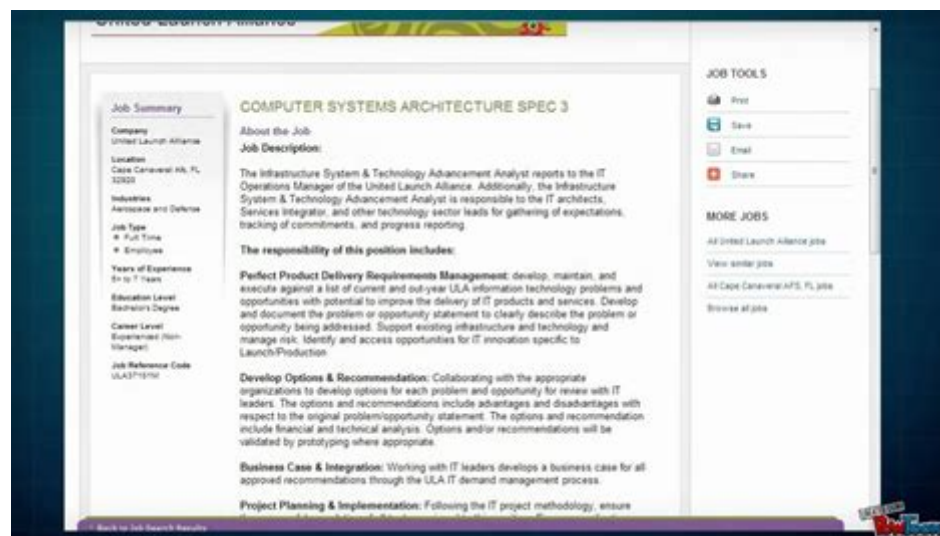 United Launch Alliance
Job Summary
Company
United Launch Alliance
Location
Cape Canaveral AN, FL
32920
Industries
Aerospace and Defense
Job Type
Full Time
Employee
Years of Experience
5+ to 7 Years
Education Level
Bachelor's Degree
Career Level
Experienced (Non-
Manager)
Job Reference Code
COMPUTER SYSTEMS ARCHITECTURE SPEC 3
About the Job
Job Description:
The Infrastructure System & Technology Advancement Analyst reports to the IT
Operations Manager of the United Launch Alliance. Additionally, the Infrastructure
System & Technology Advancement Analyst is responsible to the IT architects,
Services Integrator, and other technology sector leads for gathering of expectations,
tracking of commitments, and progress reporting.
The responsibility of this position includes:
Perfect Product Delivery Requirements Management: develop, maintain, and
execute against a list of current and out-year ULA information technology problems and
opportunities with potential to improve the delivery of IT products and services. Develop
and document the problem or opportunity statement to clearly describe the problem or
opportunity being addressed. Support existing infrastructure and technology and
manage risk. Identify and access opportunities for IT innovation specific to
Launch/Production
Develop Options & Recommendation: Collaborating with the appropriate
organizations to develop options for each problem and opportunity for review with IT
leaders. The options and recommendations include advantages and disadvantages with
respect to the original problem/opportunity statement. The options and recommendation
include financial and technical analysis. Options and/or recommendations will be
validated by prototyping where appropriate.
Business Case & Integration: Working with IT leaders develops a business case for all
approved recommendations through the ULA IT demand management process.
Project Planning & Implementation: Following the IT project methodology, ensure
Back to Job Search Results
JOB TOOLS
Print
Save
Email
Share
MORE JOBS
All United Launch Alliance jobs
View similar jobs
All Cape Canaveral AFS, FL jobs
Browse all jobs
PowToon